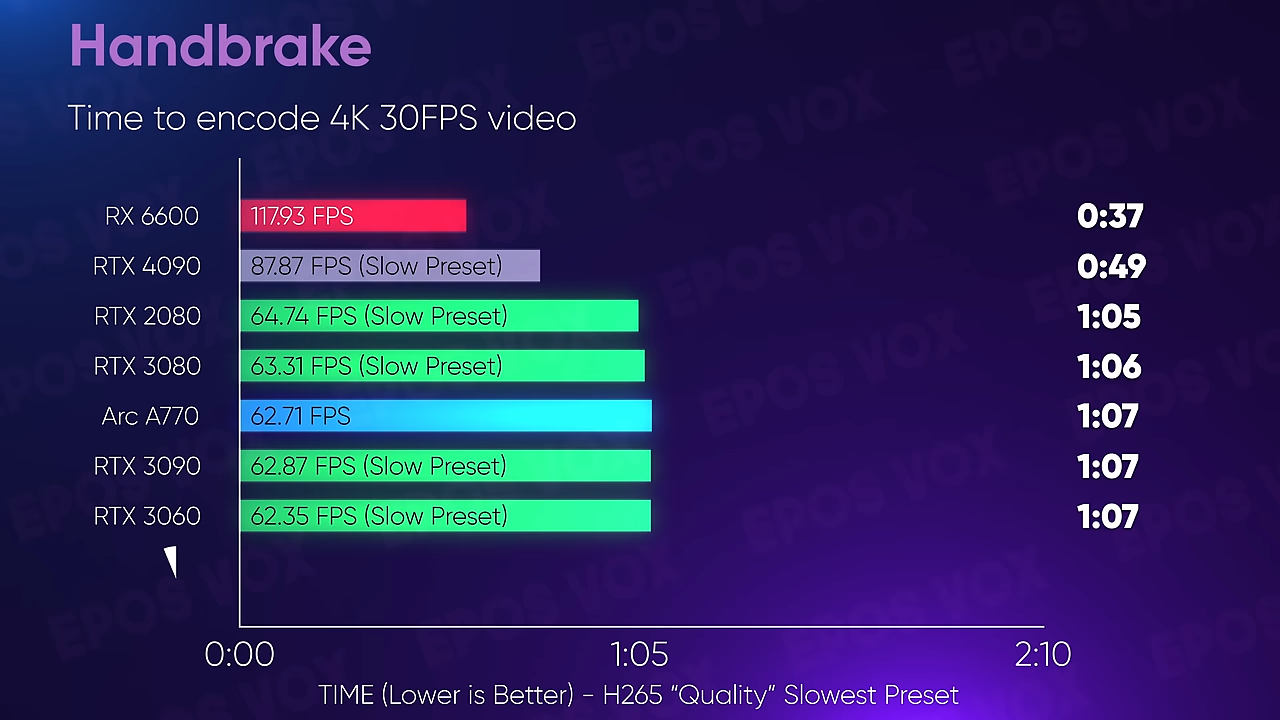 Handbrake
Time to encode 4K 30FPS video
RX 6600 117.93 FPS 0:37
RTX 4090 87.87 FPS (Slow Preset) 0:49
RTX 2080 64.74 FPS (Slow Preset) 1:05
RTX 3080 63.31 FPS (Slow Preset) 1:06
Arc A770 62.71 FPS 1:07
RTX 3090 62.87 FPS (Slow Preset) 1:07
RTX 3060 62.35 FPS (Slow Preset) 1:07
0:00 1:05 2:10
TIME (Lower is Better) - H265 “Quality” Slowest Preset
EPOS VOX